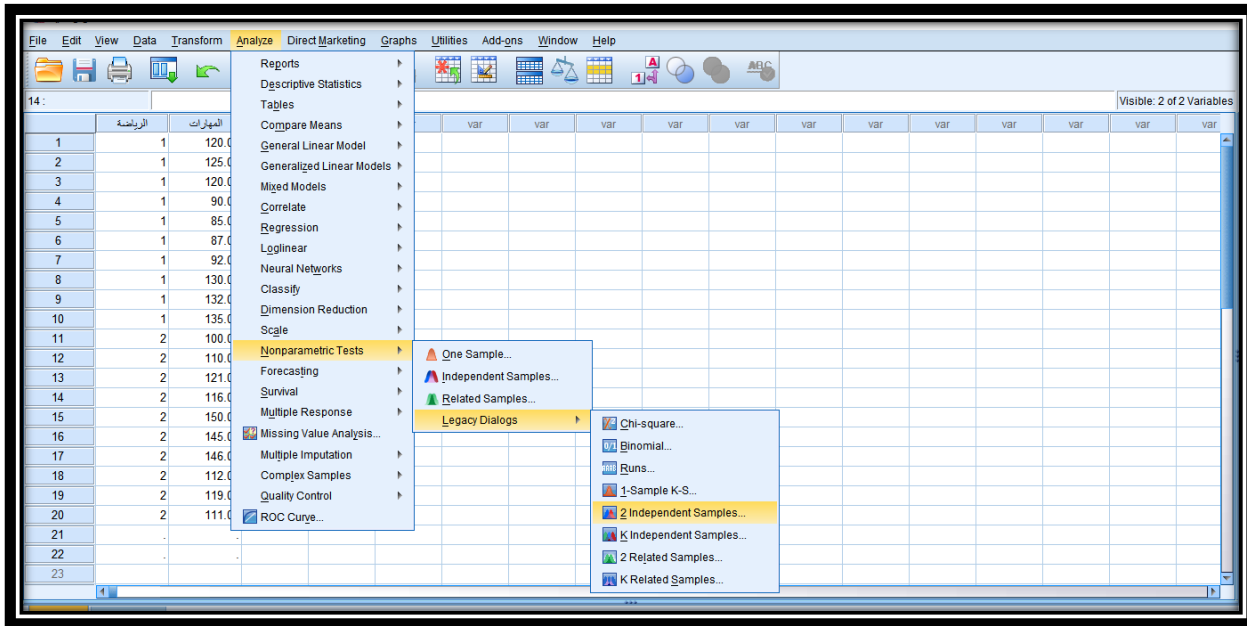 File Edit View Data Transform Analyze Direct Marketing Graphs Utilities Add-ons Window Help
14 :
Visible: 2 of 2 Variables
الرياضة المهارات var var var var var var var var var var var var
1 1 120.0
2 1 125.0
3 1 120.0
4 1 90.0
5 1 85.0
6 1 87.0
7 1 92.0
8 1 130.0
9 1 132.0
10 1 135.0
11 2 100.0
12 2 110.0
13 2 121.0
14 2 116.0
15 2 150.0
16 2 145.0
17 2 146.0
18 2 112.0
19 2 119.0
20 2 111.0
21 . .
22 . .
23
Reports
Descriptive Statistics
Tables
Compare Means
General Linear Model
Generalized Linear Models
Mixed Models
Correlate
Regression
Loglinear
Neural Networks
Classify
Dimension Reduction
Scale
Nonparametric Tests
Forecasting
Survival
Multiple Response
Missing Value Analysis...
Multiple Imputation
Complex Samples
Quality Control
ROC Curve...
One Sample...
Independent Samples...
Related Samples...
Legacy Dialogs
Chi-square...
Binomial...
Runs...
1-Sample K-S...
2 Independent Samples...
K Independent Samples...
2 Related Samples...
K Related Samples...